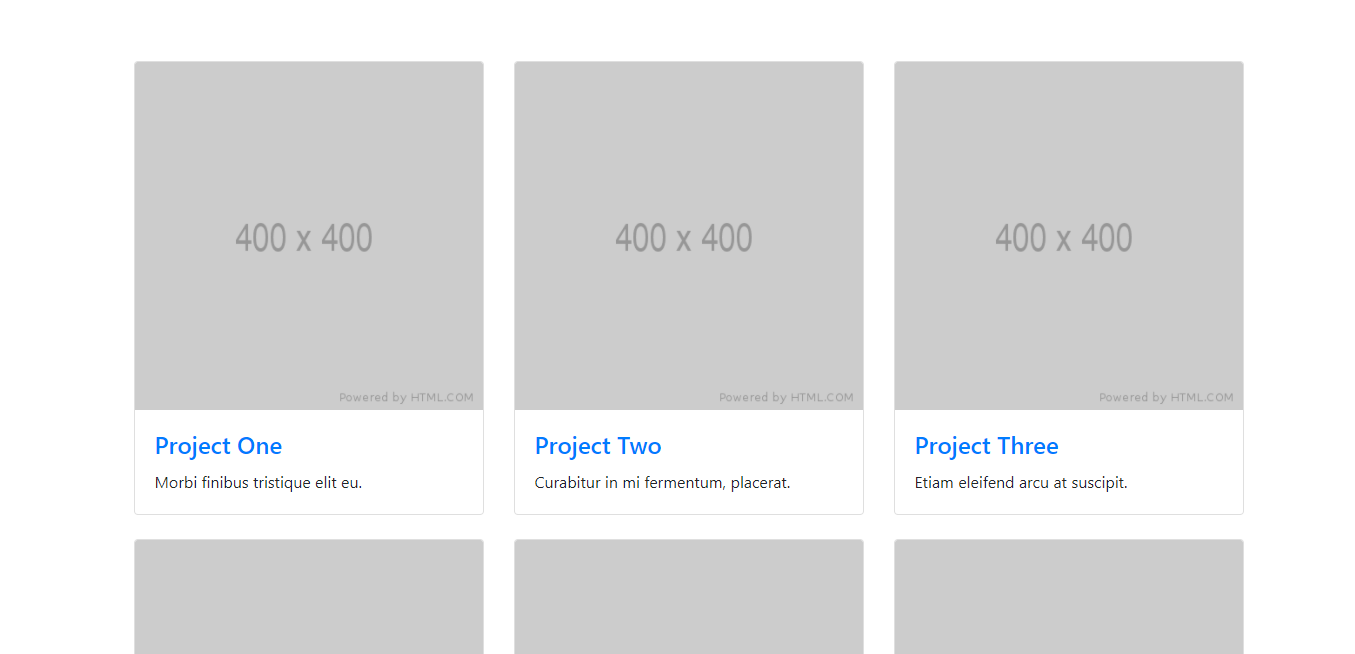 400 x 400
400 x 400
400 x 400
Powered by HTML.COM
Powered by HTML.COM
Powered by HTML.COM
Project One
Morbi finibus tristique elit eu.
Project Two
Curabitur in mi fermentum, placerat.
Project Three
Etiam eleifend arcu at suscipit.